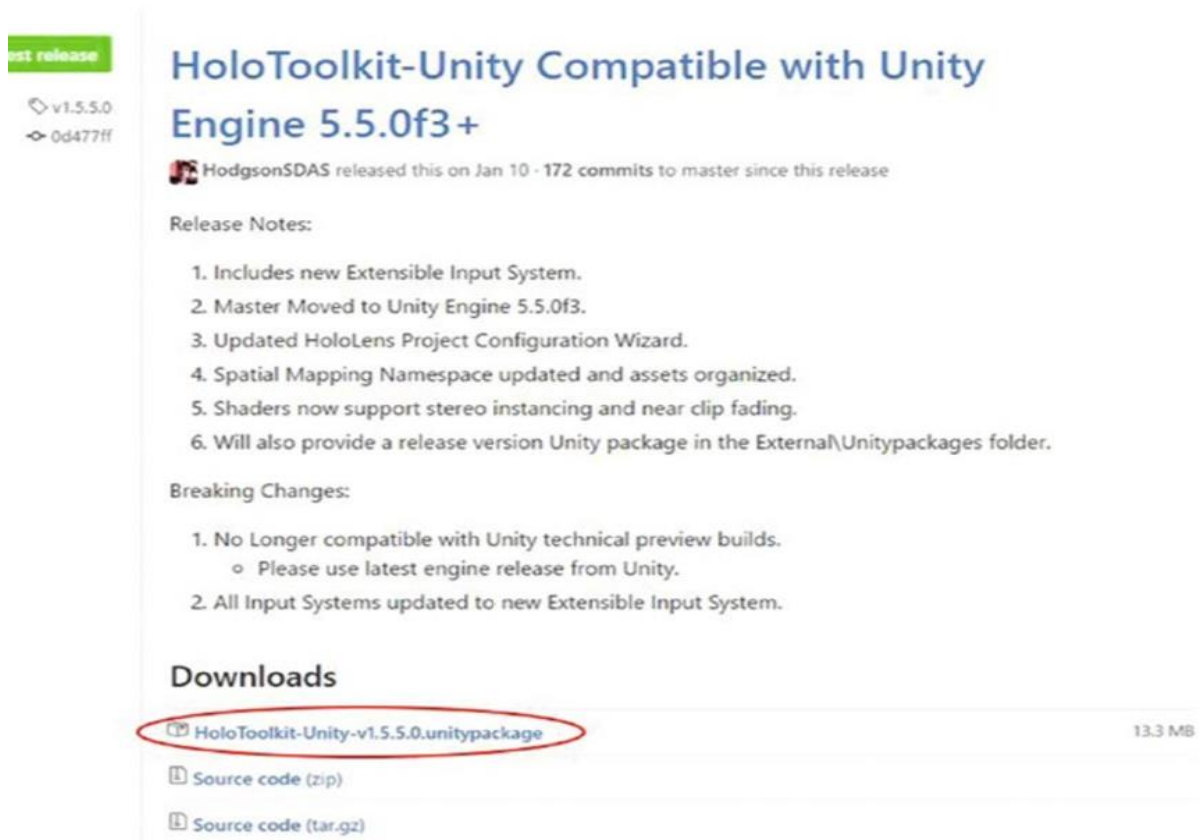 est release
v1.5.5.0
0d477ff
HoloToolkit-Unity Compatible with Unity
Engine 5.5.0f3+
HodgsonSDAS released this on Jan 10 · 172 commits to master since this release
Release Notes:
1. Includes new Extensible Input System.
2. Master Moved to Unity Engine 5.5.0f3.
3. Updated HoloLens Project Configuration Wizard.
4. Spatial Mapping Namespace updated and assets organized.
5. Shaders now support stereo instancing and near clip fading.
6. Will also provide a release version Unity package in the External\Unitypackages folder.
Breaking Changes:
1. No Longer compatible with Unity technical preview builds.
Please use latest engine release from Unity.
2. All Input Systems updated to new Extensible Input System.
Downloads
HoloToolkit-Unity-v1.5.5.0.unitypackage 13.3 MB
Source code (zip)
Source code (tar.gz)